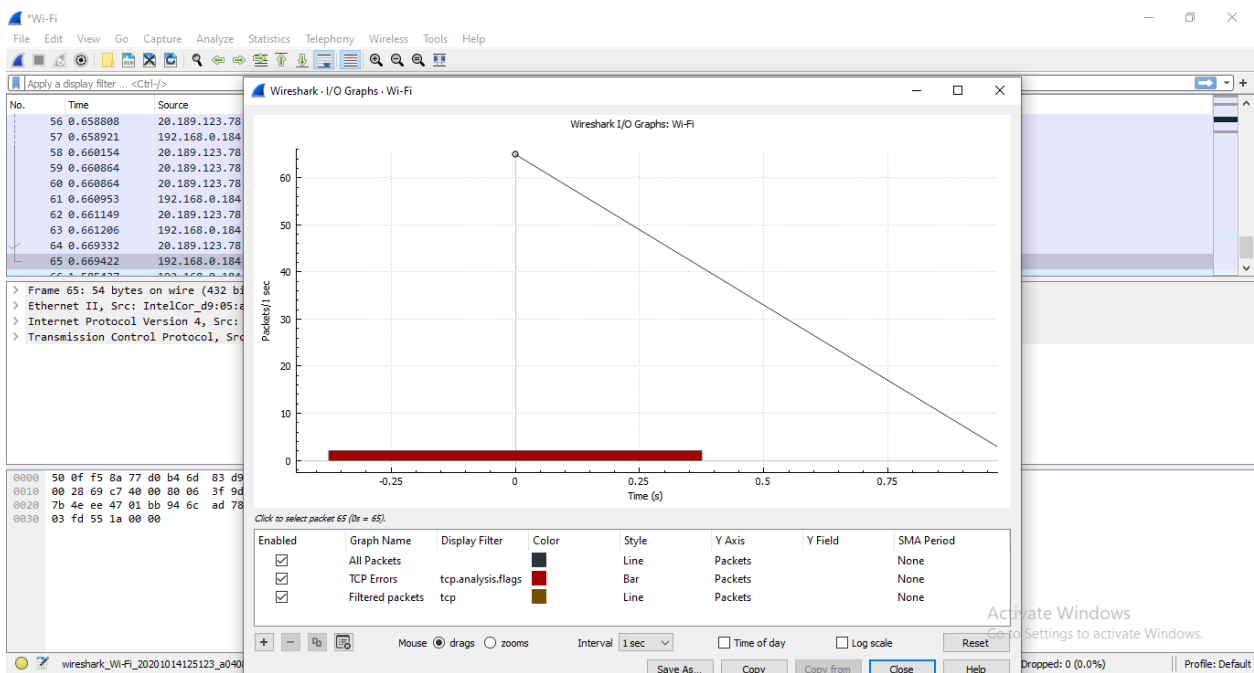 *Wi-Fi
File Edit View Go Capture Analyze Statistics Telephony Wireless Tools Help
Apply a display filter ... <Ctrl-/>
No. Time Source
56 0.658808 20.189.123.78
57 0.658921 192.168.0.184
58 0.660154 20.189.123.78
59 0.660864 20.189.123.78
60 0.660864 20.189.123.78
61 0.660953 192.168.0.184
62 0.661149 20.189.123.78
63 0.661206 192.168.0.184
64 0.669332 20.189.123.78
65 0.669422 192.168.0.184
Frame 65: 54 bytes on wire (432 bi
Ethernet II, Src: IntelCor_d9:05:a
Internet Protocol Version 4, Src:
Transmission Control Protocol, Src
0000 50 0f f5 8a 77 d0 b4 6d 83 d9
0010 00 28 69 c7 40 00 80 06 3f 9d
0020 7b 4e ee 47 01 bb 94 6c ad 78
0030 03 fd 55 1a 00 00
Wireshark · I/O Graphs · Wi-Fi
Wireshark I/O Graphs: Wi-Fi
Packets/1 sec
60
50
40
30
20
10
0
-0.25 0 0.25 0.5 0.75
Time (s)
Click to select packet 65 (0s = 65).
Enabled Graph Name Display Filter Color Style Y Axis Y Field SMA Period
All Packets Line Packets None
TCP Errors tcp.analysis.flags Bar Packets None
Filtered packets tcp Line Packets None
Mouse drags zooms Interval 1 sec Time of day Log scale Reset
Save As... Copy Copy from Close Help
Activate Windows
Go to Settings to activate Windows.
wireshark_Wi-Fi_20201014125123_a040
Dropped: 0 (0.0%) Profile: Default